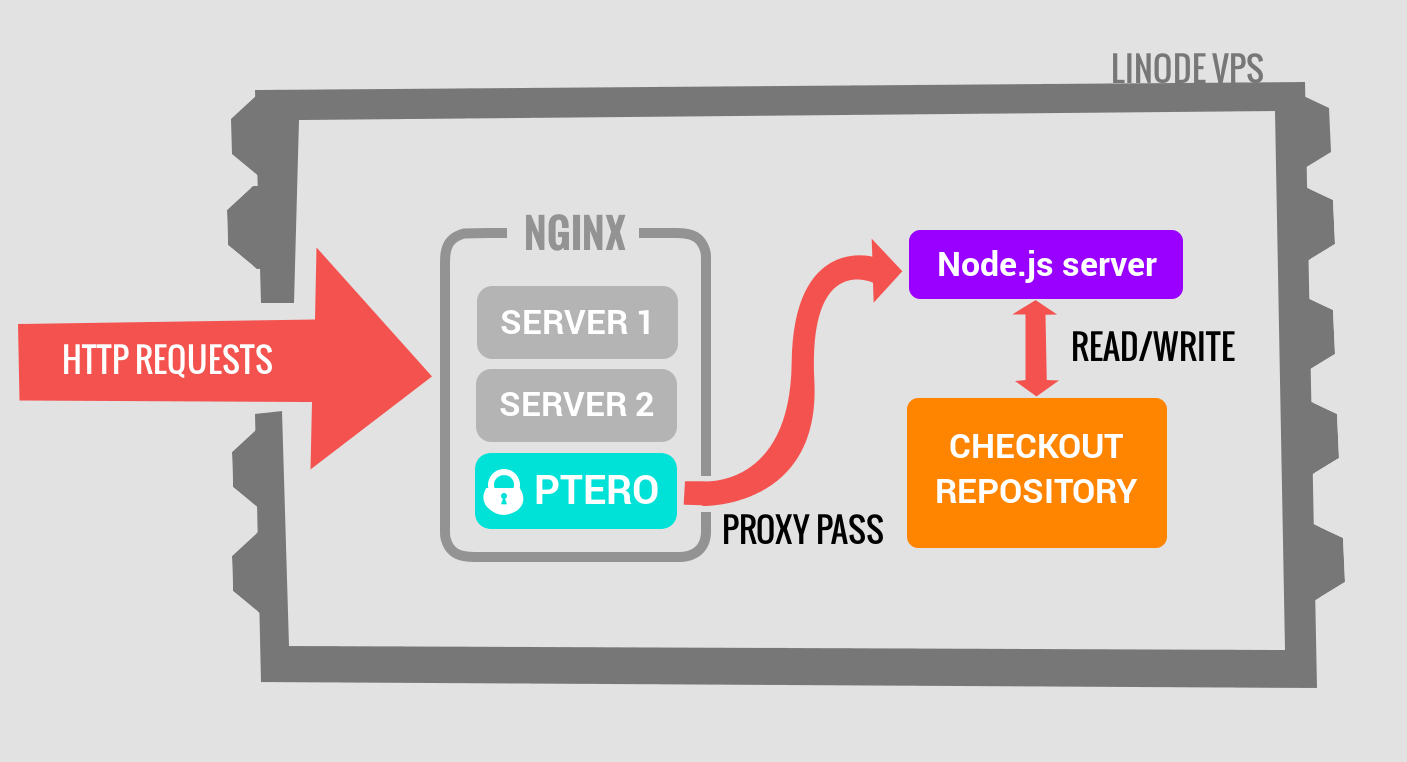 LINODE VPS
NGINX
SERVER 1
SERVER 2
PTERO
HTTP REQUESTS
PROXY PASS
Node.js server
READ/WRITE
CHECKOUT
REPOSITORY